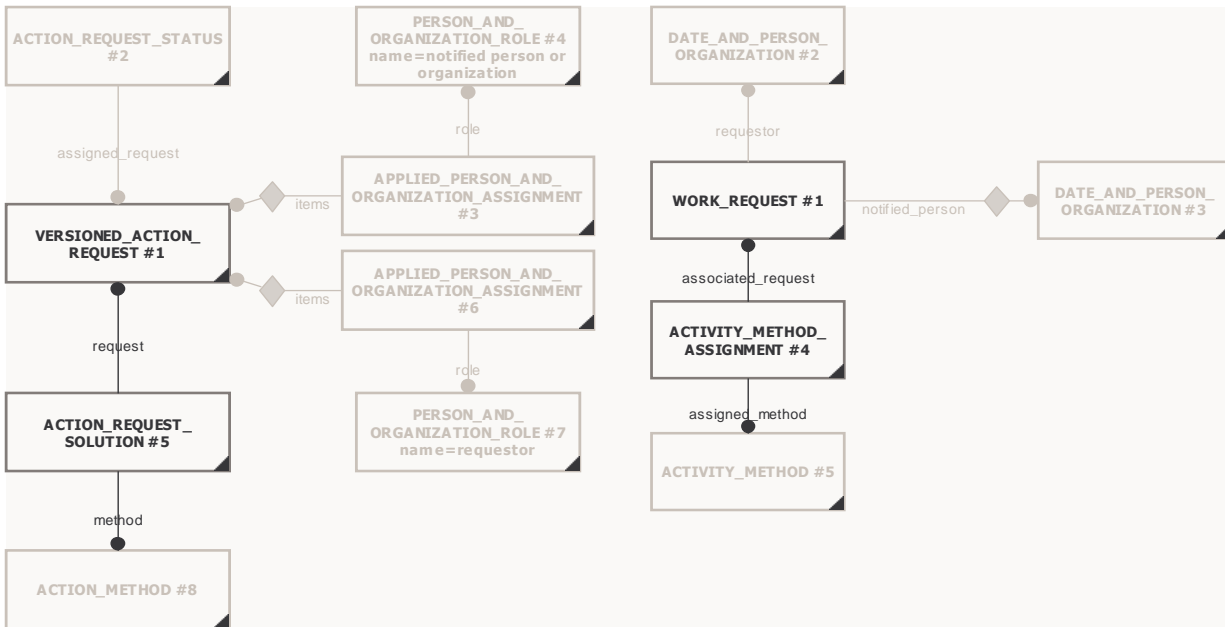 ACTION_REQUEST_STATUS
#2
PERSON_AND_
ORGANIZATION_ROLE #4
name=notified person or
organization
DATE_AND_PERSON_
ORGANIZATION #2
assigned_request
role
requestor
VERSIONED_ACTION_
REQUEST #1
items
APPLIED_PERSON_AND_
ORGANIZATION_ASSIGNMENT
#3
WORK_REQUEST #1
notified_person
DATE_AND_PERSON_
ORGANIZATION #3
items
APPLIED_PERSON_AND_
ORGANIZATION_ASSIGNMENT
#6
associated_request
request
ACTIVITY_METHOD_
ASSIGNMENT #4
role
assigned_method
ACTION_REQUEST_
SOLUTION #5
PERSON_AND_
ORGANIZATION_ROLE #7
name=requestor
ACTIVITY_METHOD #5
method
ACTION_METHOD #8